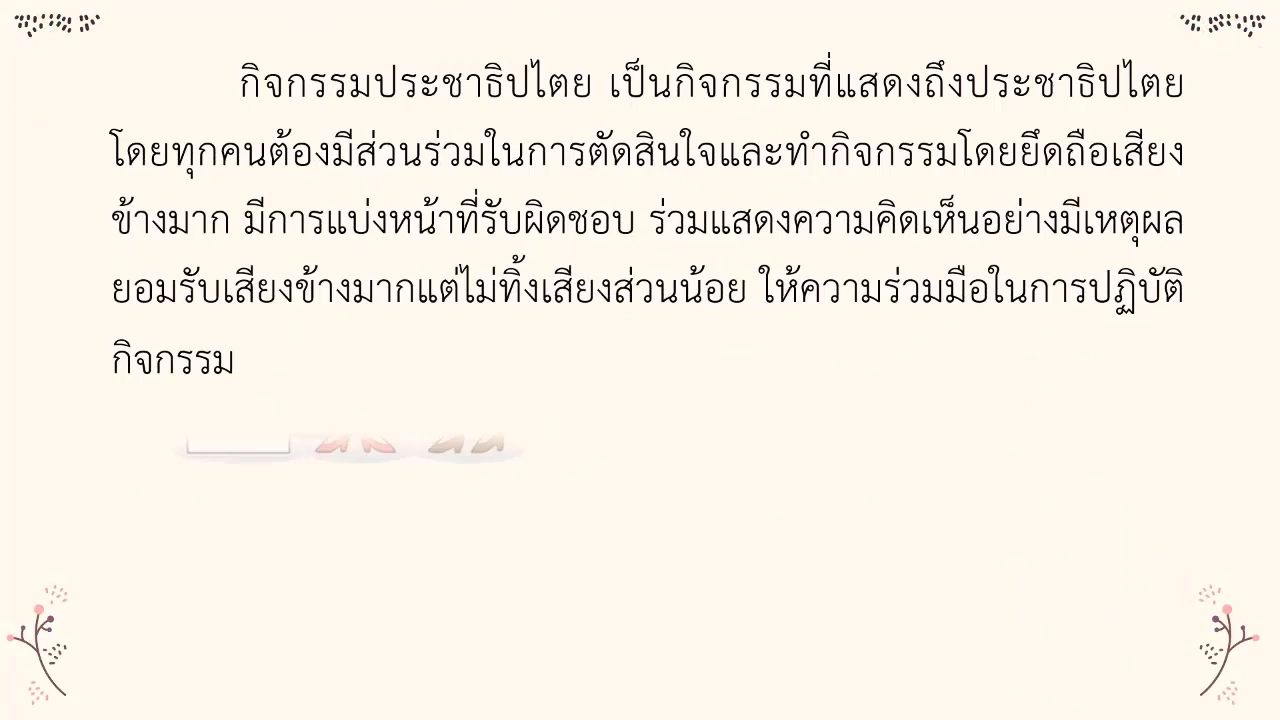 กิจกรรมประชาธิปไตย เป็นกิจกรรมที่แสดงถึงประชาธิปไตย
โดยทุกคนต้องมีส่วนร่วมในการตัดสินใจและทำกิจกรรมโดยยึดถือเสียง
ข้างมาก มีการแบ่งหน้าที่รับผิดชอบ ร่วมแสดงความคิดเห็นอย่างมีเหตุผล
ยอมรับเสียงข้างมากแต่ไม่ทิ้งเสียงส่วนน้อย ให้ความร่วมมือในการปฏิบัติ
กิจกรรม